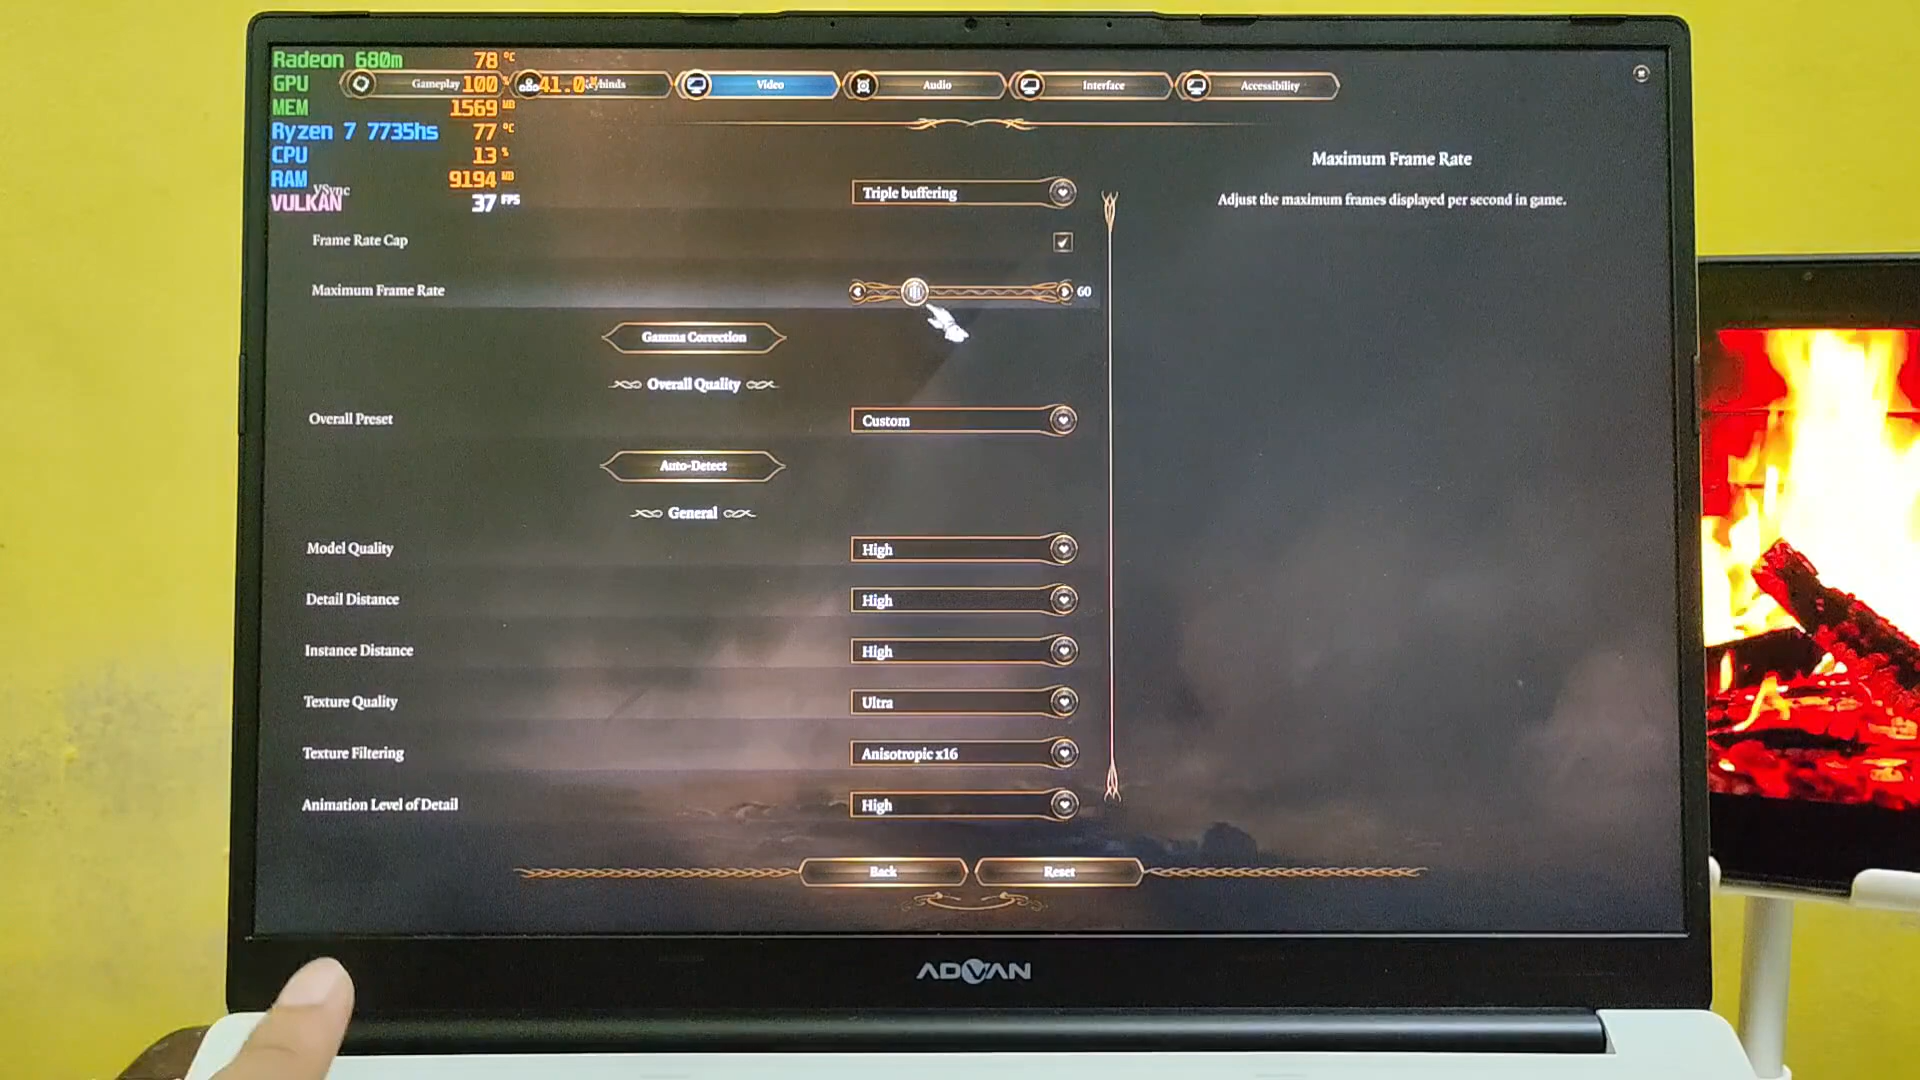 Radeon 680m 78 °C
GPU 100 % 41.0
MEM 1569 MB
Ryzen 7 7735hs 77 °C
CPU 13 %
RAM 9194 MB
VULKAN 37 FPS
Gameplay
Video
Audio
Interface
Accessibility
VSync Triple buffering
Frame Rate Cap
Maximum Frame Rate 60
Gamma Correction
Overall Quality
Overall Preset Custom
Auto-Detect
General
Model Quality High
Detail Distance High
Instance Distance High
Texture Quality Ultra
Texture Filtering Anisotropic x16
Animation Level of Detail High
Back
Reset
Maximum Frame Rate
Adjust the maximum frames displayed per second in game.
ADVAN